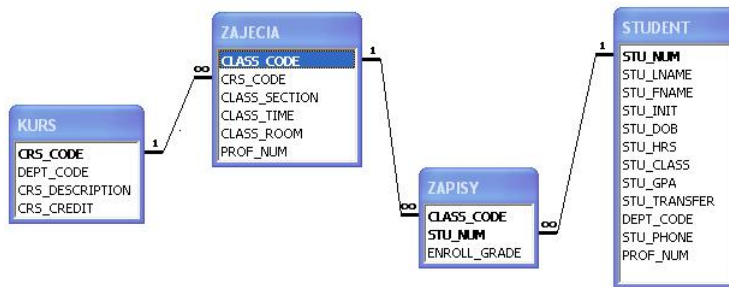 KURS
CRS_CODE
DEPT_CODE
CRS_DESCRIPTION
CRS_CREDIT
1
∞
ZAJECIA
CLASS_CODE
CRS_CODE
CLASS_SECTION
CLASS_TIME
CLASS_ROOM
PROF_NUM
1
∞
ZAPISY
CLASS_CODE
STU_NUM
ENROLL_GRADE
∞
1
STUDENT
STU_NUM
STU_LNAME
STU_FNAME
STU_INIT
STU_DOB
STU_HRS
STU_CLASS
STU_GPA
STU_TRANSFER
DEPT_CODE
STU_PHONE
PROF_NUM